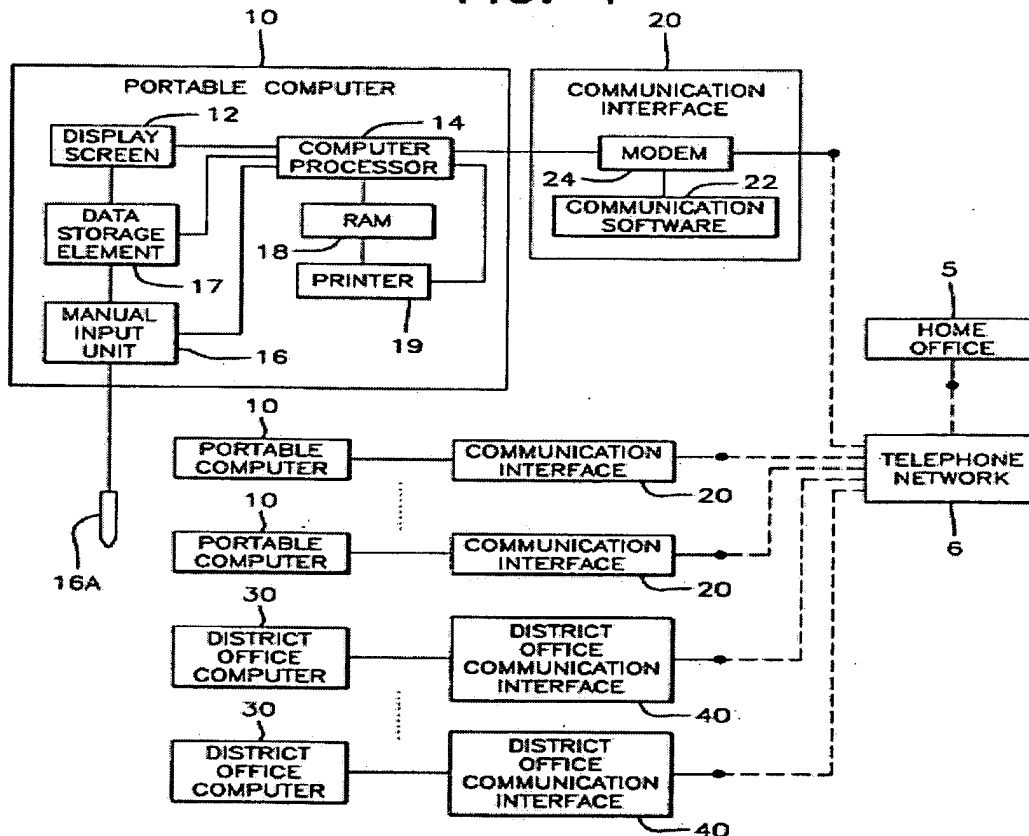 10
20
PORTABLE COMPUTER
COMMUNICATION
INTERFACE
12
14
DISPLAY
SCREEN
COMPUTER
PROCESSOR
MODEM
24
22
DATA
STORAGE
ELEMENT
RAM
COMMUNICATION
SOFTWARE
18
17
PRINTER
5
MANUAL
INPUT
UNIT
16
19
HOME
OFFICE
10
PORTABLE
COMPUTER
COMMUNICATION
INTERFACE
TELEPHONE
NETWORK
20
10
6
PORTABLE
COMPUTER
COMMUNICATION
INTERFACE
16A
20
30
DISTRICT
OFFICE
COMPUTER
DISTRICT
OFFICE
COMMUNICATION
INTERFACE
40
30
DISTRICT
OFFICE
COMPUTER
DISTRICT
OFFICE
COMMUNICATION
INTERFACE
40